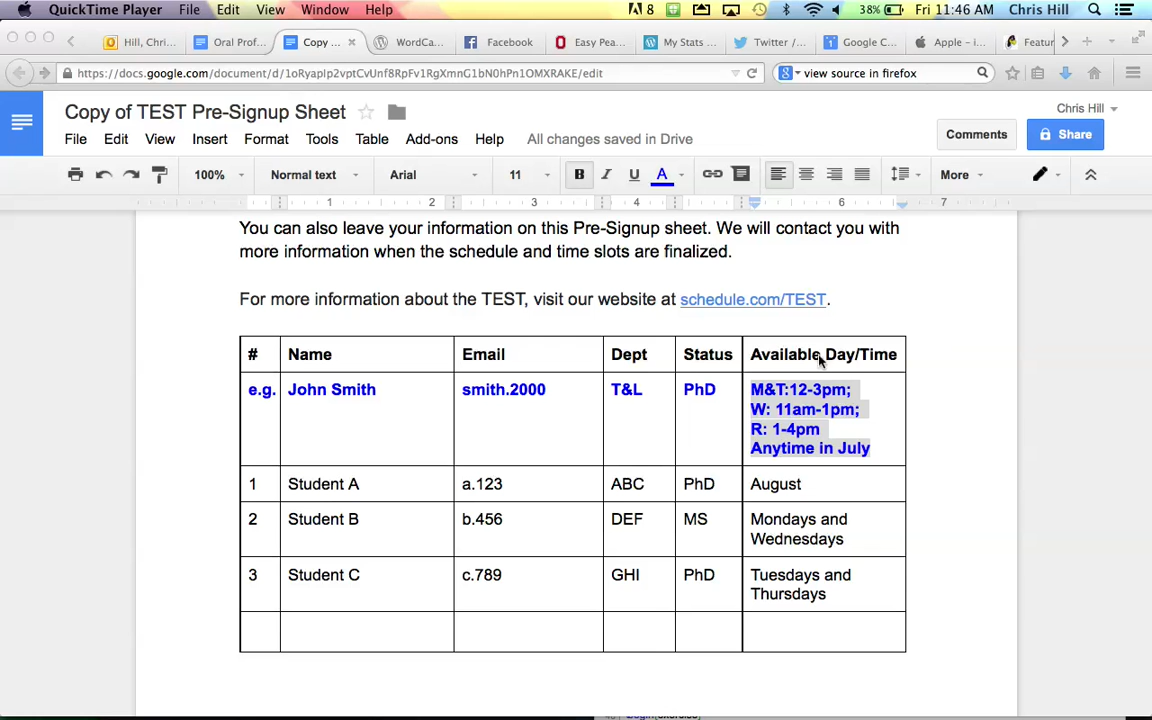 QuickTime Player File Edit View Window Help 8 38% Fri 11:46 AM Chris Hill
Hill, Chri... Oral Prof... Copy ... WordCa... Facebook Easy Pea... My Stats ... Twitter /... Google C... Apple – i... Featur
https://docs.google.com/document/d/1oRyapIp2vptCvUnf8RpFv1RgXmnG1bN0hPn1OMXRAKE/edit view source in firefox
Copy of TEST Pre-Signup Sheet Chris Hill
File Edit View Insert Format Tools Table Add-ons Help All changes saved in Drive Comments Share
100% Normal text Arial 11 B I U A More
1 2 3 4 6 7
You can also leave your information on this Pre-Signup sheet. We will contact you with
more information when the schedule and time slots are finalized.
For more information about the TEST, visit our website at schedule.com/TEST.
# Name Email Dept Status Available Day/Time
e.g. John Smith smith.2000 T&L PhD M&T:12-3pm;
W: 11am-1pm;
R: 1-4pm
Anytime in July
1 Student A a.123 ABC PhD August
2 Student B b.456 DEF MS Mondays and
Wednesdays
3 Student C c.789 GHI PhD Tuesdays and
Thursdays